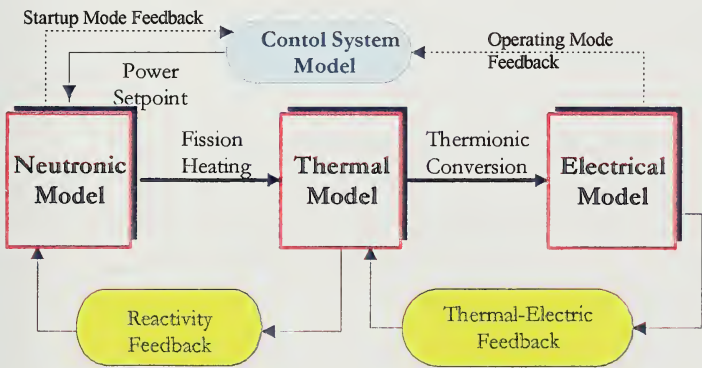 Startup Mode Feedback
Contol System
Model
Operating Mode
Feedback
Power
Setpoint
Neutronic
Model
Fission
Heating
Thermal
Model
Thermionic
Conversion
Electrical
Model
Reactivity
Feedback
Thermal-Electric
Feedback